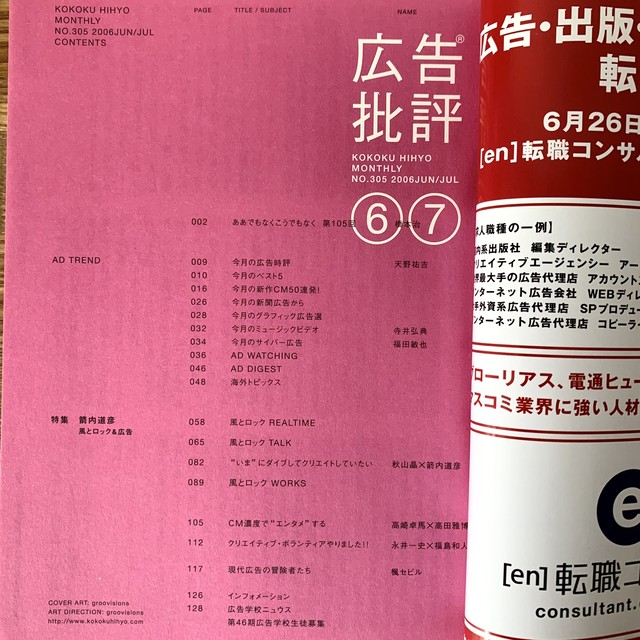 KOKOKU HIHYO
MONTHLY
NO.305 2006JUN/JUL
CONTENTS
PAGE TITLE / SUBJECT NAME
広告®
批評
KOKOKU HIHYO
MONTHLY
NO.305 2006JUN/JUL
⑥⑦
002 ああでもなくこうでもなく 第105回 橋本治
AD TREND 009 今月の広告時評 天野祐吉
010 今月のベスト5
016 今月の新作CM50連発!
026 今月の新聞広告から
028 今月のグラフィック広告選
032 今月のミュージックビデオ 寺井弘典
034 今月のサイバー広告 福田敏也
036 AD WATCHING
046 AD DIGEST
048 海外トピックス
特集 箭内道彦 058 風とロック REALTIME
風とロック&広告
065 風とロック TALK
082 “いま”にダイブしてクリエイトしていたい 秋山晶×箭内道彦
089 風とロック WORKS
105 CM濃度で“エンタメ”する 高崎卓馬×高田雅博
112 クリエイティブ・ボランティアやりました!! 永井一史×福島和人
117 現代広告の冒険者たち 楓セビル
126 インフォメーション
128 広告学校ニュウス
第46期広告学校生徒募集
COVER ART: groovisions
ART DIRECTION: groovisions
http://www.kokokuhihyo.com
広告・出版・
転
6月26日
[en]転職コンサ
人職種の一例】
内系出版社 編集ディレクター
リエイティブエージェンシー アー
界最大手の広告代理店 アカウント
ンターネット広告会社 WEBディレ
手外資系広告代理店 SPプロデュー
ンターネット広告代理店 コピーラ
グローリアス、電通ヒュー
スコミ業界に強い人材
e
[en]転職コ
consultant.